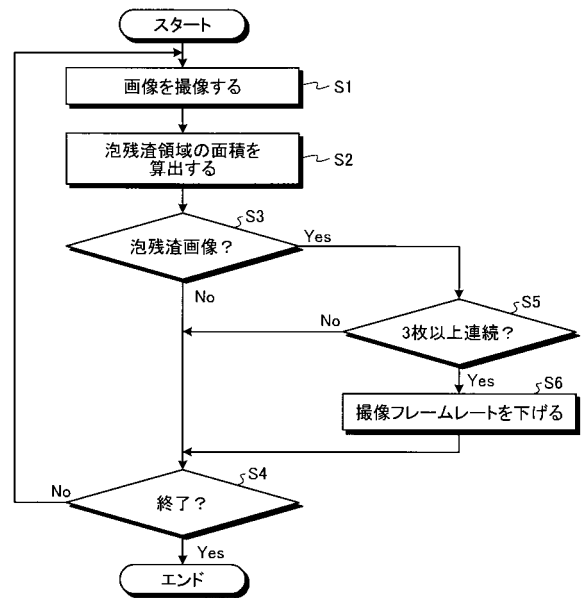 スタート
画像を撮像する
S1
泡残渣領域の面積を
算出する
S2
S3
泡残渣画像？
Yes
No
S5
3枚以上連続？
No
Yes
S6
撮像フレームレートを下げる
S4
終了？
No
Yes
エンド